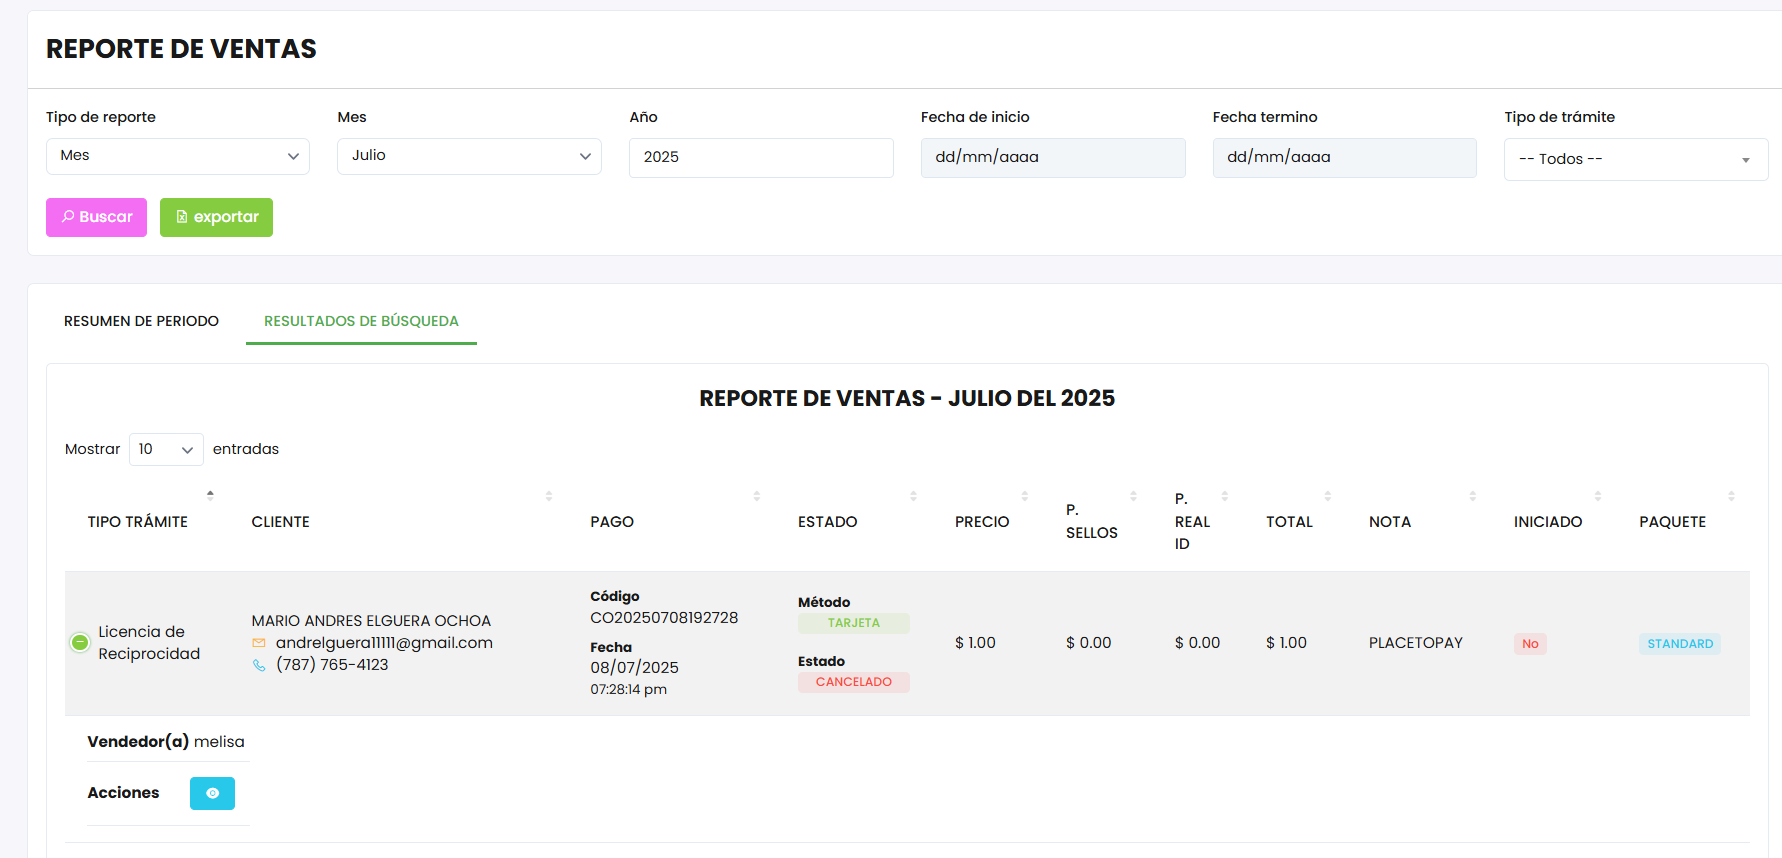 REPORTE DE VENTAS
Tipo de reporte
Mes
Año
Fecha de inicio
Fecha termino
Tipo de trámite
Mes
Julio
2025
dd/mm/aaaa
dd/mm/aaaa
-- Todos --
Buscar
exportar
RESUMEN DE PERIODO
RESULTADOS DE BÚSQUEDA
REPORTE DE VENTAS - JULIO DEL 2025
Mostrar 10 entradas
TIPO TRÁMITE
CLIENTE
PAGO
ESTADO
PRECIO
P.
SELLOS
P.
REAL
ID
TOTAL
NOTA
INICIADO
PAQUETE
Licencia de
Reciprocidad
MARIO ANDRES ELGUERA OCHOA
andrelguera11111@gmail.com
(787) 765-4123
Código
CO20250708192728
Fecha
08/07/2025
07:28:14 pm
Método
TARJETA
Estado
CANCELADO
$ 1.00
$ 0.00
$ 0.00
$ 1.00
PLACETOPAY
No
STANDARD
Vendedor(a) melisa
Acciones